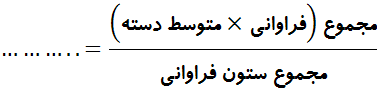 … … … . . = مجموع (فراوانی × متوسط دسته)
مجموع ستون فراوانی